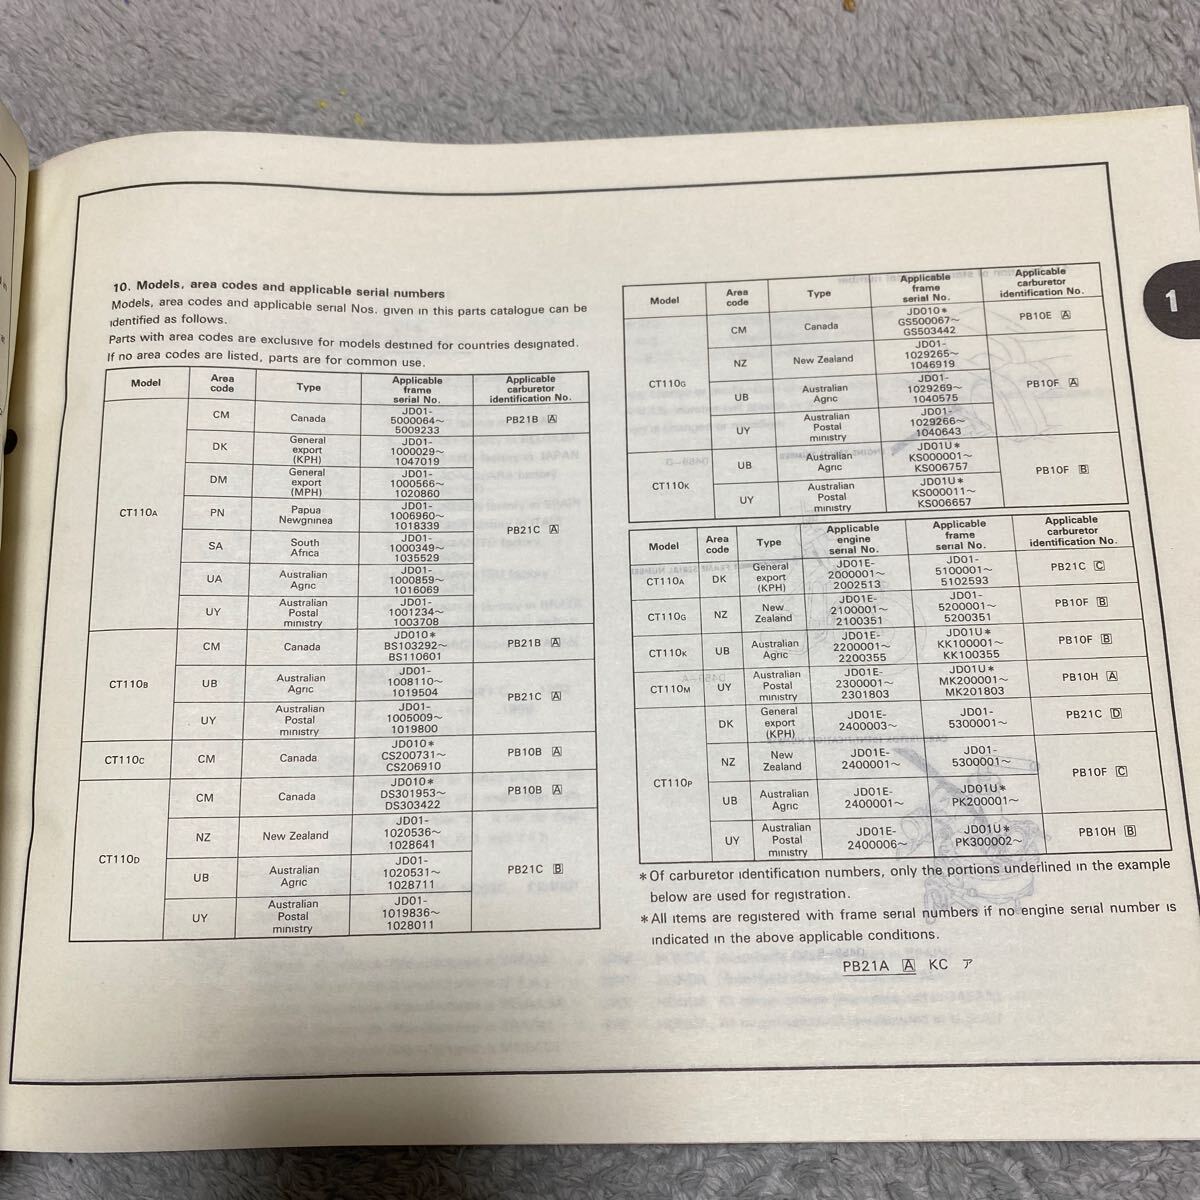 10. Models, area codes and applicable serial numbers
Models, area codes and applicable serial Nos. given in this parts catalogue can be
identified as follows.
Parts with area codes are exclusive for models destined for countries designated.
If no area codes are listed, parts are for common use.
Model Area code Type Applicable frame serial No. Applicable carburetor identification No.
CT110A CM Canada JD01-5000064~5009233 PB21B A
DK General export (KPH) JD01-1000029~1047019 PB21C A
DM General export (MPH) JD01-1000566~1020860
PN Papua Newgninea JD01-1006960~1018339
SA South Africa JD01-1000349~1035529
UA Australian Agric JD01-1000859~1016069
UY Australian Postal ministry JD01-1001234~1003708
CT110B CM Canada JD010*BS103292~BS110601 PB21B A
UB Australian Agric JD01-1008110~1019504 PB21C A
UY Australian Postal ministry JD01-1005009~1019800
CT110C CM Canada JD010*CS200731~CS206910 PB10B A
CT110D CM Canada JD010*DS301953~DS303422 PB10B A
NZ New Zealand JD01-1020536~1028641 PB21C B
UB Australian Agric JD01-1020531~1028711
UY Australian Postal ministry JD01-1019836~1028011
Model Area code Type Applicable frame serial No. Applicable carburetor identification No.
CT110G CM Canada JD010*GS500067~GS503442 PB10E A
NZ New Zealand JD01-1029265~1046919 PB10F A
UB Australian Agric JD01-1029269~1040575
UY Australian Postal ministry JD01-1029266~1040643
CT110K UB Australian Agric JD01U*KS000001~KS006757 PB10F B
UY Australian Postal ministry JD01U*KS000011~KS006657
Model Area code Type Applicable engine serial No. Applicable frame serial No. Applicable carburetor identification No.
CT110A DK General export (KPH) JD01E-2000001~2002513 JD01-5100001~5102593 PB21C C
CT110G NZ New Zealand JD01E-2100001~2100351 JD01-5200001~5200351 PB10F B
CT110K UB Australian Agric JD01E-2200001~2200355 JD01U*KK100001~KK100355 PB10F B
CT110M UY Australian Postal ministry JD01E-2300001~2301803 JD01U*MK200001~MK201803 PB10H A
CT110P DK General export (KPH) JD01E-2400003~ JD01-5300001~ PB21C D
NZ New Zealand JD01E-2400001~ JD01-5300001~ PB10F C
UB Australian Agric JD01E-2400001~ JD01U*PK200001~
UY Australian Postal ministry JD01E-2400006~ JD01U*PK300002~ PB10H B
*Of carburetor identification numbers, only the portions underlined in the example
below are used for registration.
*All items are registered with frame serial numbers if no engine serial number is
indicated in the above applicable conditions.
PB21A A KC ア
1